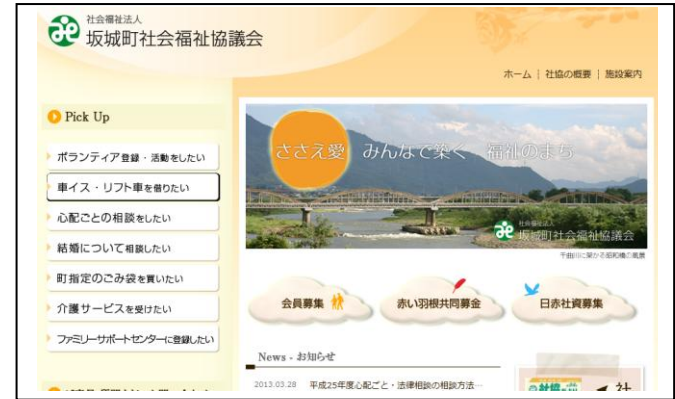 社会福祉法人
坂城町社会福祉協議会
ホーム | 社協の概要 | 施設案内
Pick Up
ボランティア登録・活動をしたい
車イス・リフト車を借りたい
心配ごとの相談をしたい
結婚について相談したい
町指定のごみ袋を買いたい
介護サービスを受けたい
ファミリーサポートセンターに登録したい
ささえ愛 みんなで築く 福祉のまち
社会福祉法人
坂城町社会福祉協議会
千曲川に架かる昭和橋の風景
会員募集
赤い羽根共同募金
日赤社資募集
News - お知らせ
2013.03.28 平成25年度心配ごと・法律相談の相談方法…